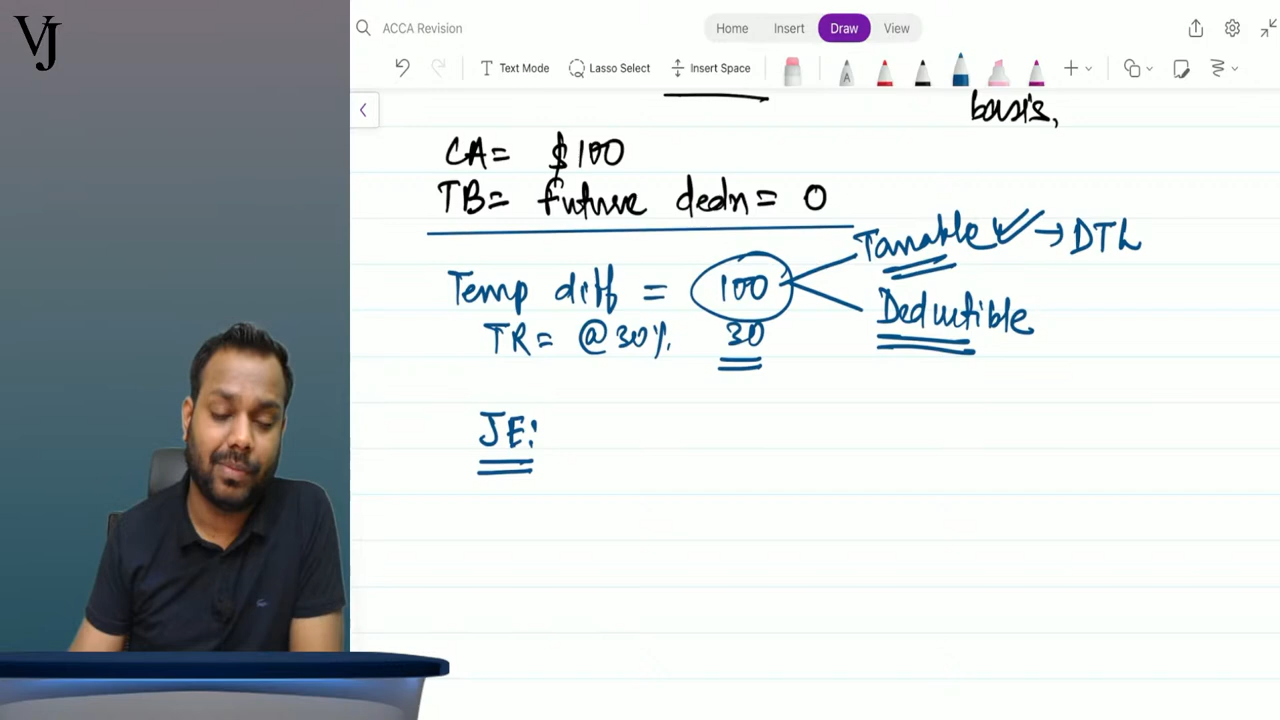 VJ
ACCA Revision
Home Insert Draw View
Text Mode Lasso Select Insert Space
basis,
CA= $100
TB= future dedn= 0
Taxable → DTL
Temp diff = 100
Deductible
TR= @30%. 30
JE: